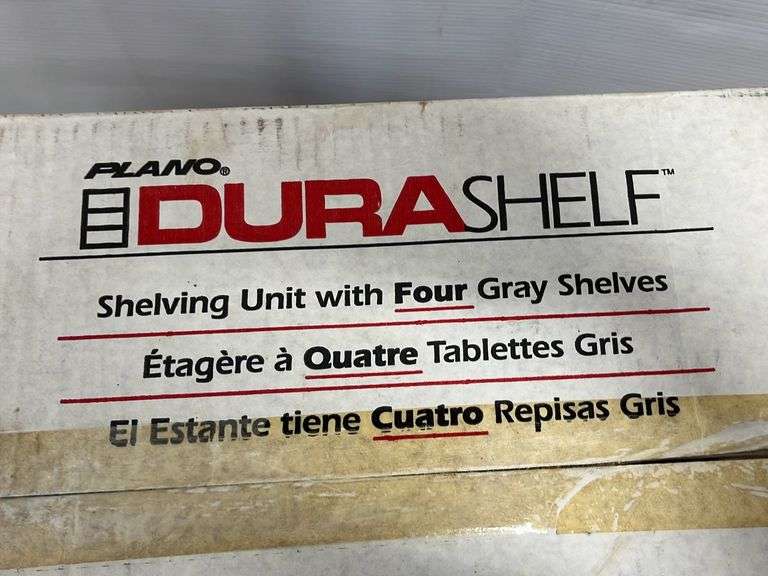 PLANO®
DURASHELF™
Shelving Unit with Four Gray Shelves
Étagère à Quatre Tablettes Gris
El Estante tiene Cuatro Repisas Gris